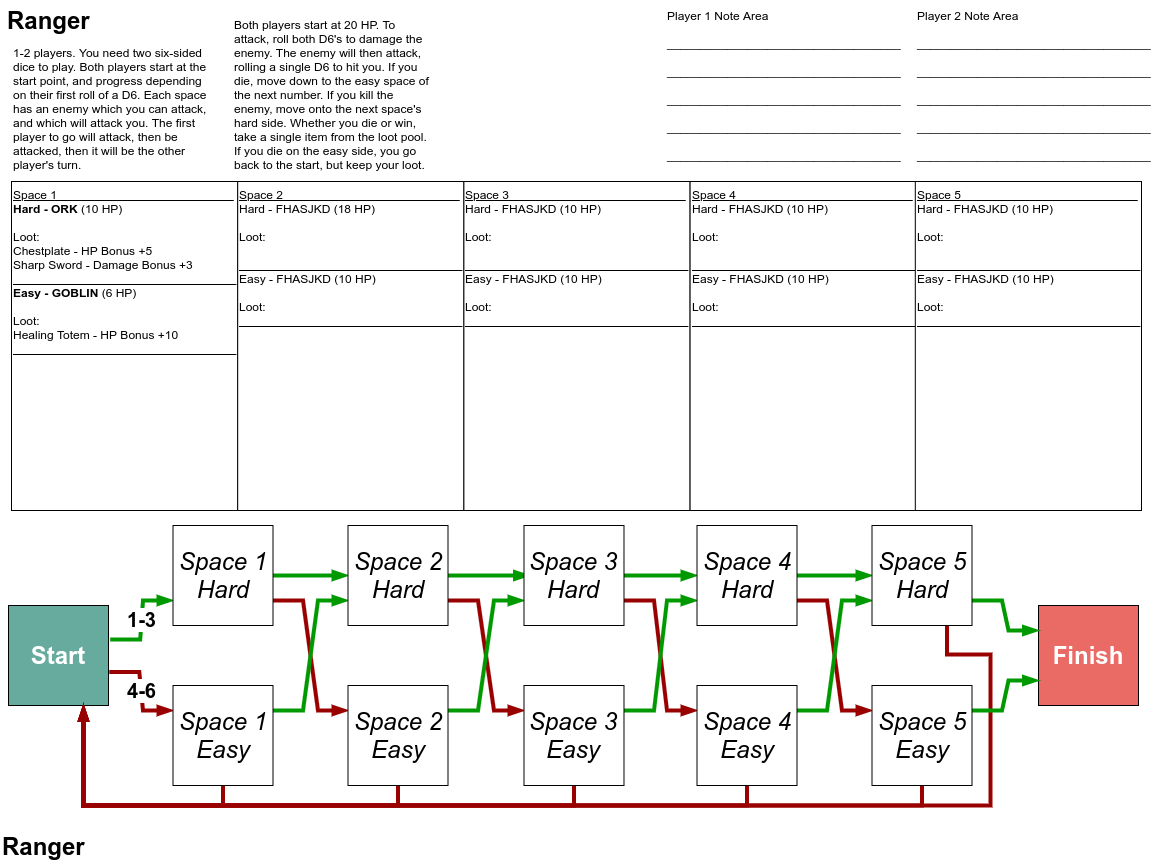 Ranger
1-2 players. You need two six-sided
dice to play. Both players start at the
start point, and progress depending
on their first roll of a D6. Each space
has an enemy which you can attack,
and which will attack you. The first
player to go will attack, then be
attacked, then it will be the other
player's turn.
Both players start at 20 HP. To
attack, roll both D6's to damage the
enemy. The enemy will then attack,
rolling a single D6 to hit you. If you
die, move down to the easy space of
the next number. If you kill the
enemy, move onto the next space's
hard side. Whether you die or win,
take a single item from the loot pool.
If you die on the easy side, you go
back to the start, but keep your loot.
Player 1 Note Area
Player 2 Note Area
Space 1
Hard - ORK (10 HP)
Loot:
Chestplate - HP Bonus +5
Sharp Sword - Damage Bonus +3
Easy - GOBLIN (6 HP)
Loot:
Healing Totem - HP Bonus +10
Space 2
Hard - FHASJKD (18 HP)
Loot:
Easy - FHASJKD (10 HP)
Loot:
Space 3
Hard - FHASJKD (10 HP)
Loot:
Easy - FHASJKD (10 HP)
Loot:
Space 4
Hard - FHASJKD (10 HP)
Loot:
Easy - FHASJKD (10 HP)
Loot:
Space 5
Hard - FHASJKD (10 HP)
Loot:
Easy - FHASJKD (10 HP)
Loot:
Start
1-3
4-6
Space 1
Hard
Space 2
Hard
Space 3
Hard
Space 4
Hard
Space 5
Hard
Space 1
Easy
Space 2
Easy
Space 3
Easy
Space 4
Easy
Space 5
Easy
Finish
Ranger